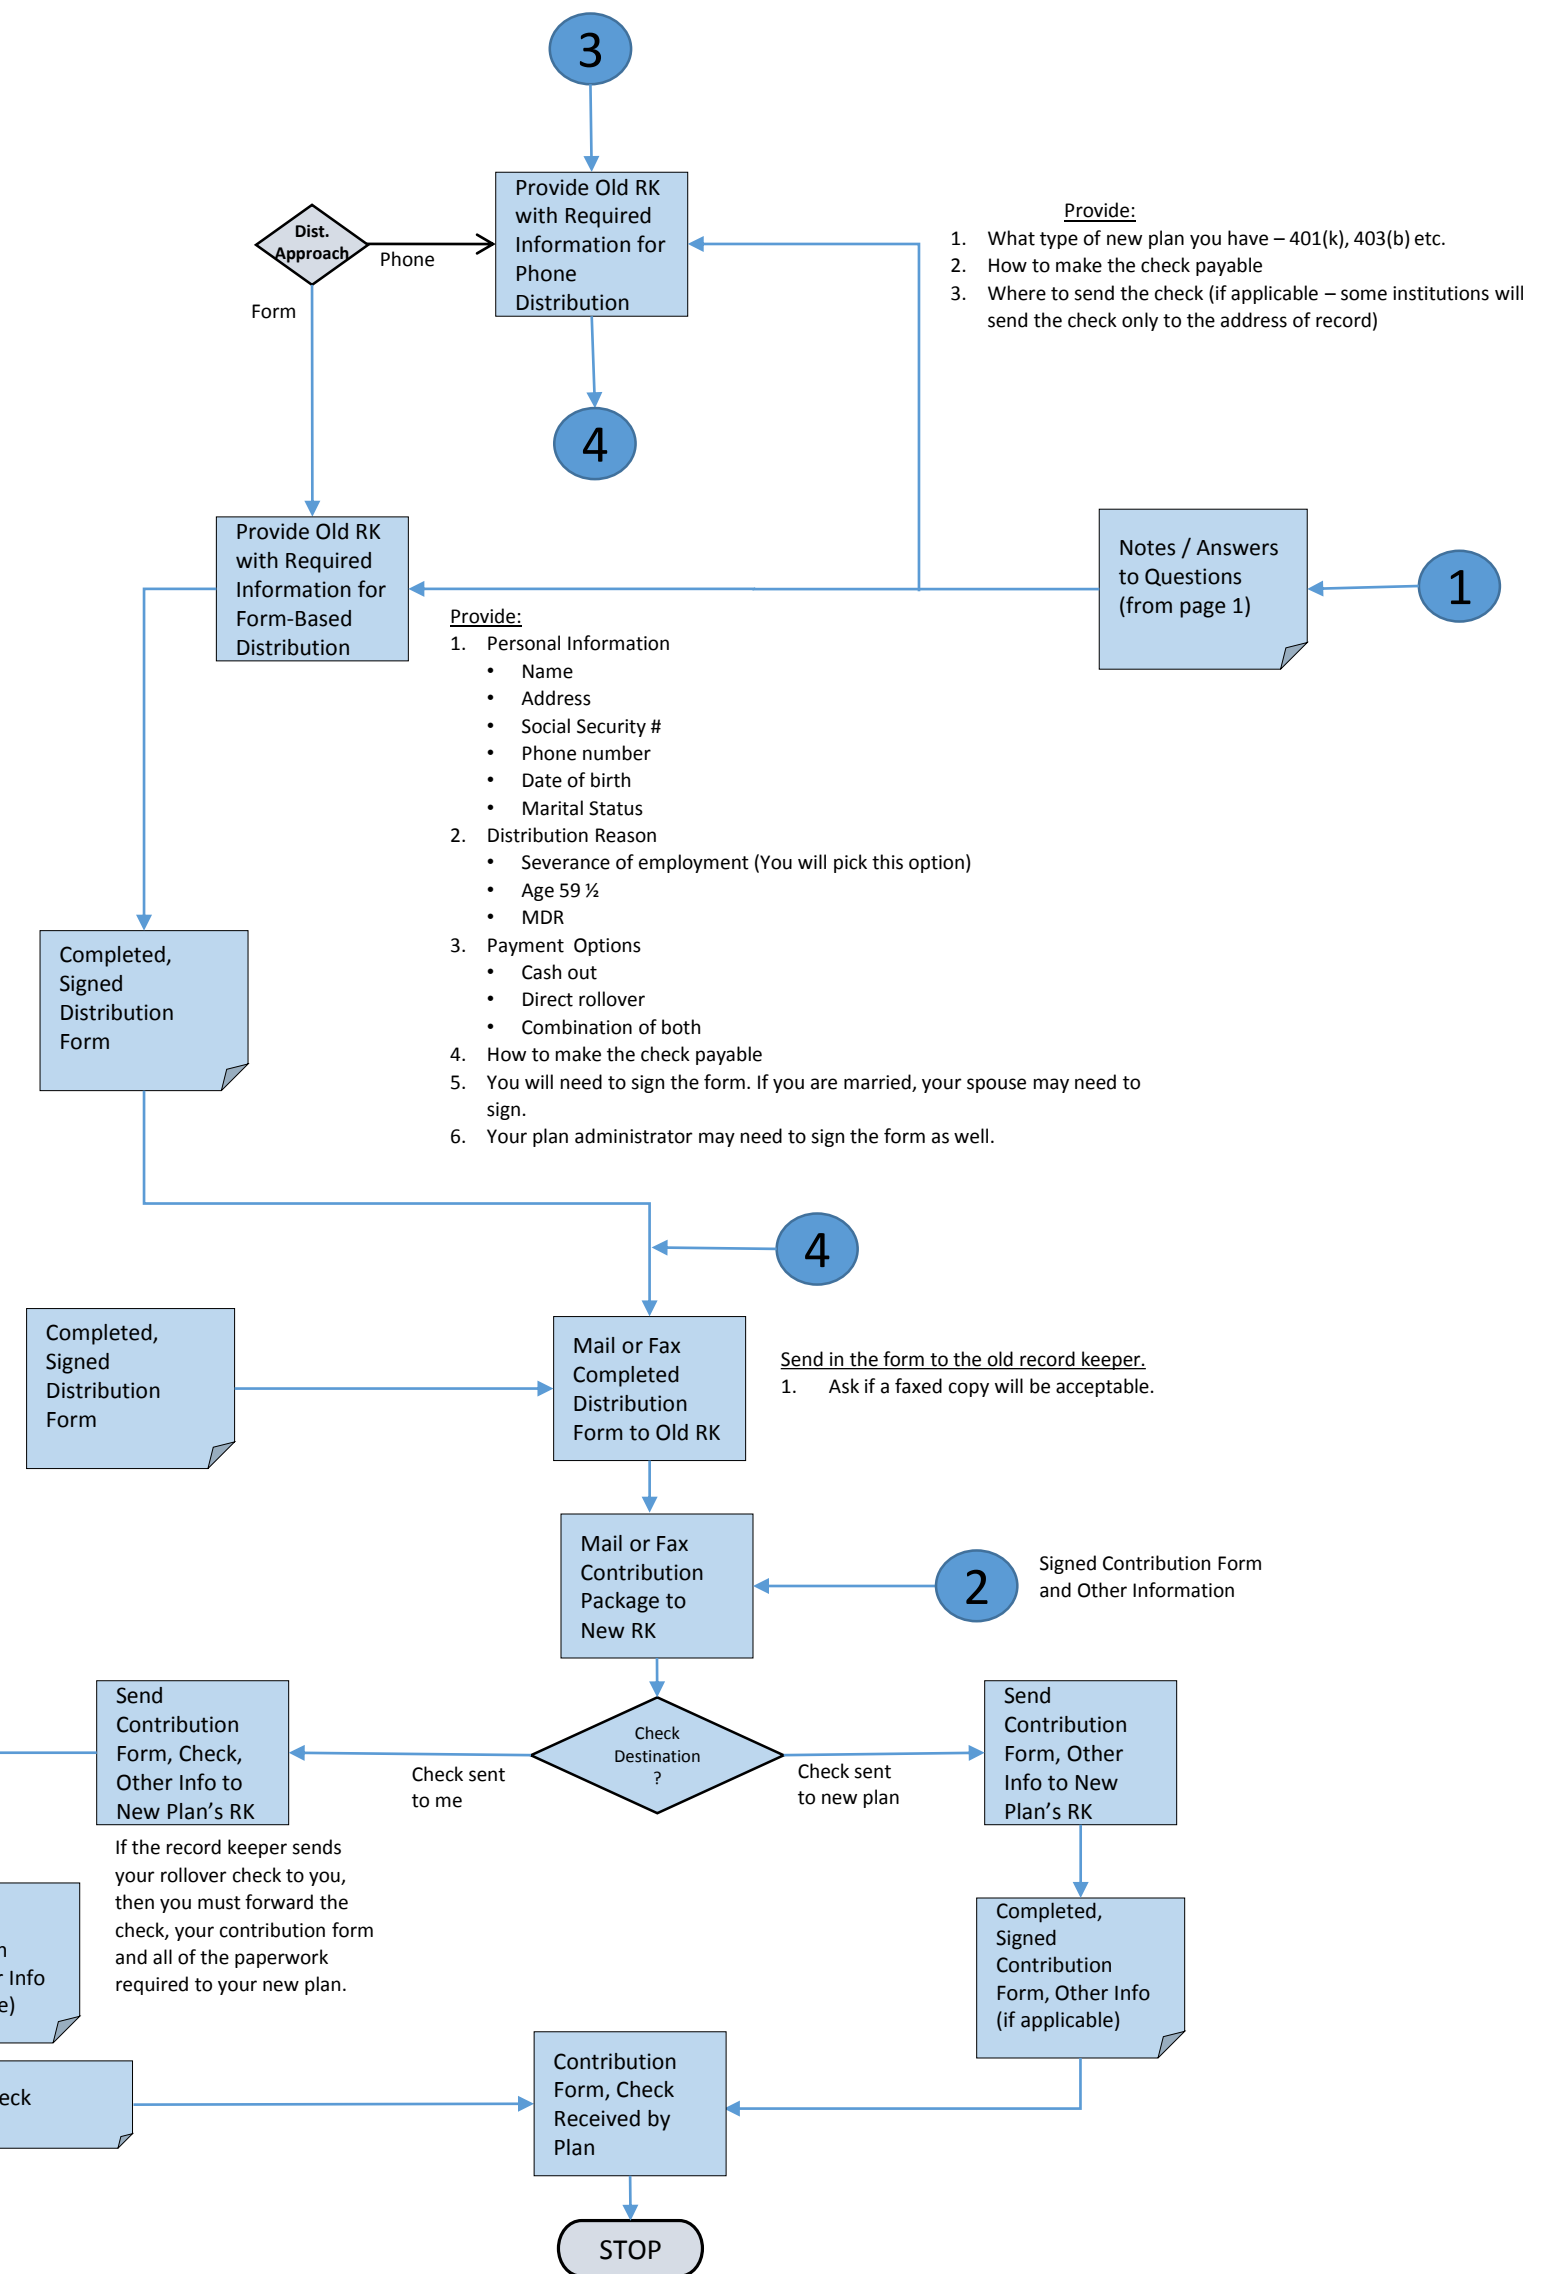 3
Provide Old RK
with Required
Information for
Phone
Distribution
Dist.
Approach
Phone
Form
Provide:
1. What type of new plan you have – 401(k), 403(b) etc.
2. How to make the check payable
3. Where to send the check (if applicable – some institutions will
send the check only to the address of record)
4
Provide Old RK
with Required
Information for
Form-Based
Distribution
Notes / Answers
to Questions
(from page 1)
1
Provide:
1. Personal Information
• Name
• Address
• Social Security #
• Phone number
• Date of birth
• Marital Status
2. Distribution Reason
• Severance of employment (You will pick this option)
• Age 59 ½
• MDR
3. Payment Options
• Cash out
• Direct rollover
• Combination of both
4. How to make the check payable
5. You will need to sign the form. If you are married, your spouse may need to
sign.
6. Your plan administrator may need to sign the form as well.
Completed,
Signed
Distribution
Form
4
Completed,
Signed
Distribution
Form
Mail or Fax
Completed
Distribution
Form to Old RK
Send in the form to the old record keeper.
1. Ask if a faxed copy will be acceptable.
Mail or Fax
Contribution
Package to
New RK
2
Signed Contribution Form
and Other Information
Send
Contribution
Form, Check,
Other Info to
New Plan's RK
Check
Destination
?
Check sent
to me
Check sent
to new plan
Send
Contribution
Form, Other
Info to New
Plan's RK
If the record keeper sends
your rollover check to you,
then you must forward the
check, your contribution form
and all of the paperwork
required to your new plan.
Info
Completed,
Signed
Contribution
Form, Other Info
(if applicable)
Contribution
Form, Check
Received by
Plan
STOP